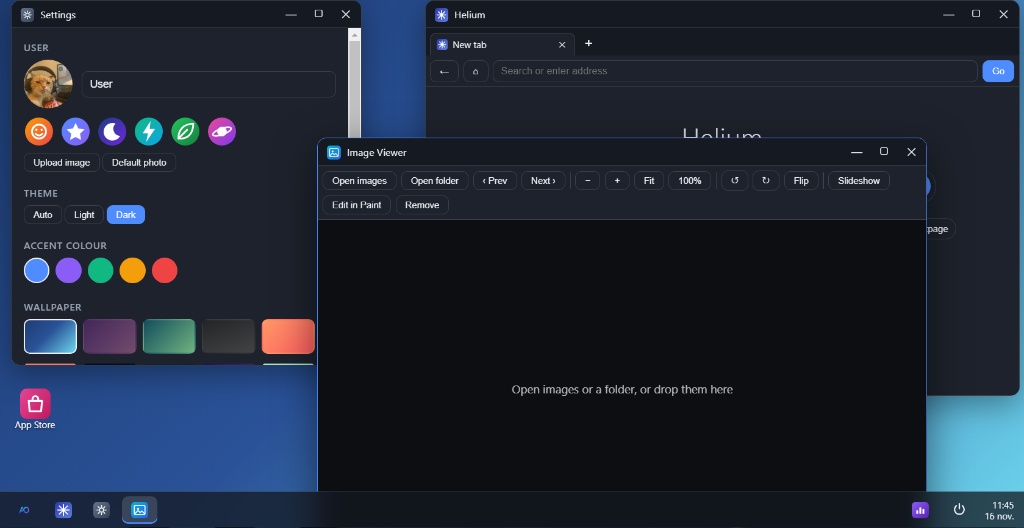 Settings
USER
User
Upload image Default photo
THEME
Auto Light Dark
ACCENT COLOUR
WALLPAPER
Helium
New tab
Search or enter address Go
Helium
page
Image Viewer
Open images Open folder ‹ Prev Next › − + Fit 100% ↺ ↻ Flip Slideshow
Edit in Paint Remove
Open images or a folder, or drop them here
App Store
11:45
16 nov.